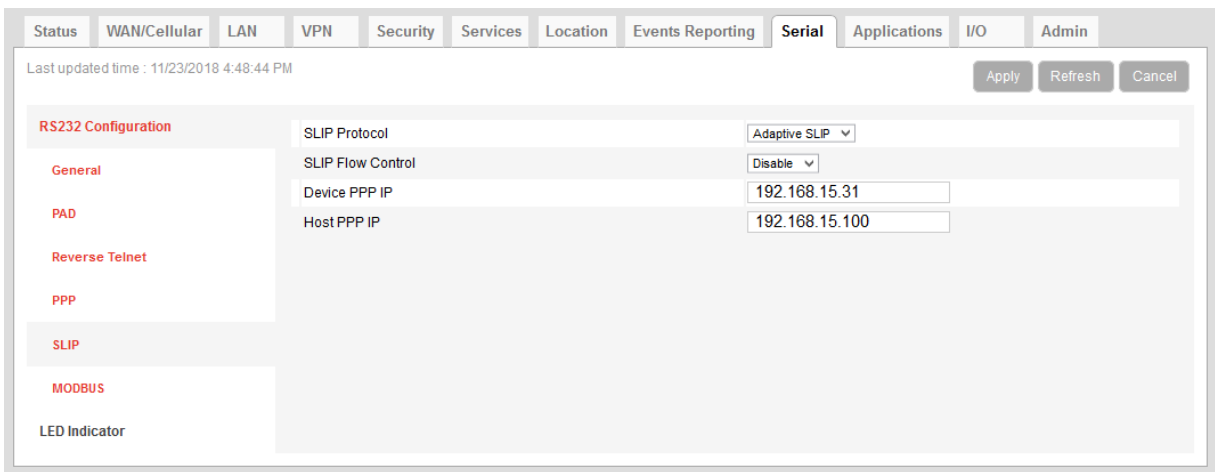 Status WAN/Cellular LAN VPN Security Services Location Events Reporting Serial Applications I/O Admin
Last updated time : 11/23/2018 4:48:44 PM
Apply Refresh Cancel
RS232 Configuration
General
PAD
Reverse Telnet
PPP
SLIP
MODBUS
LED Indicator
SLIP Protocol Adaptive SLIP
SLIP Flow Control Disable
Device PPP IP 192.168.15.31
Host PPP IP 192.168.15.100